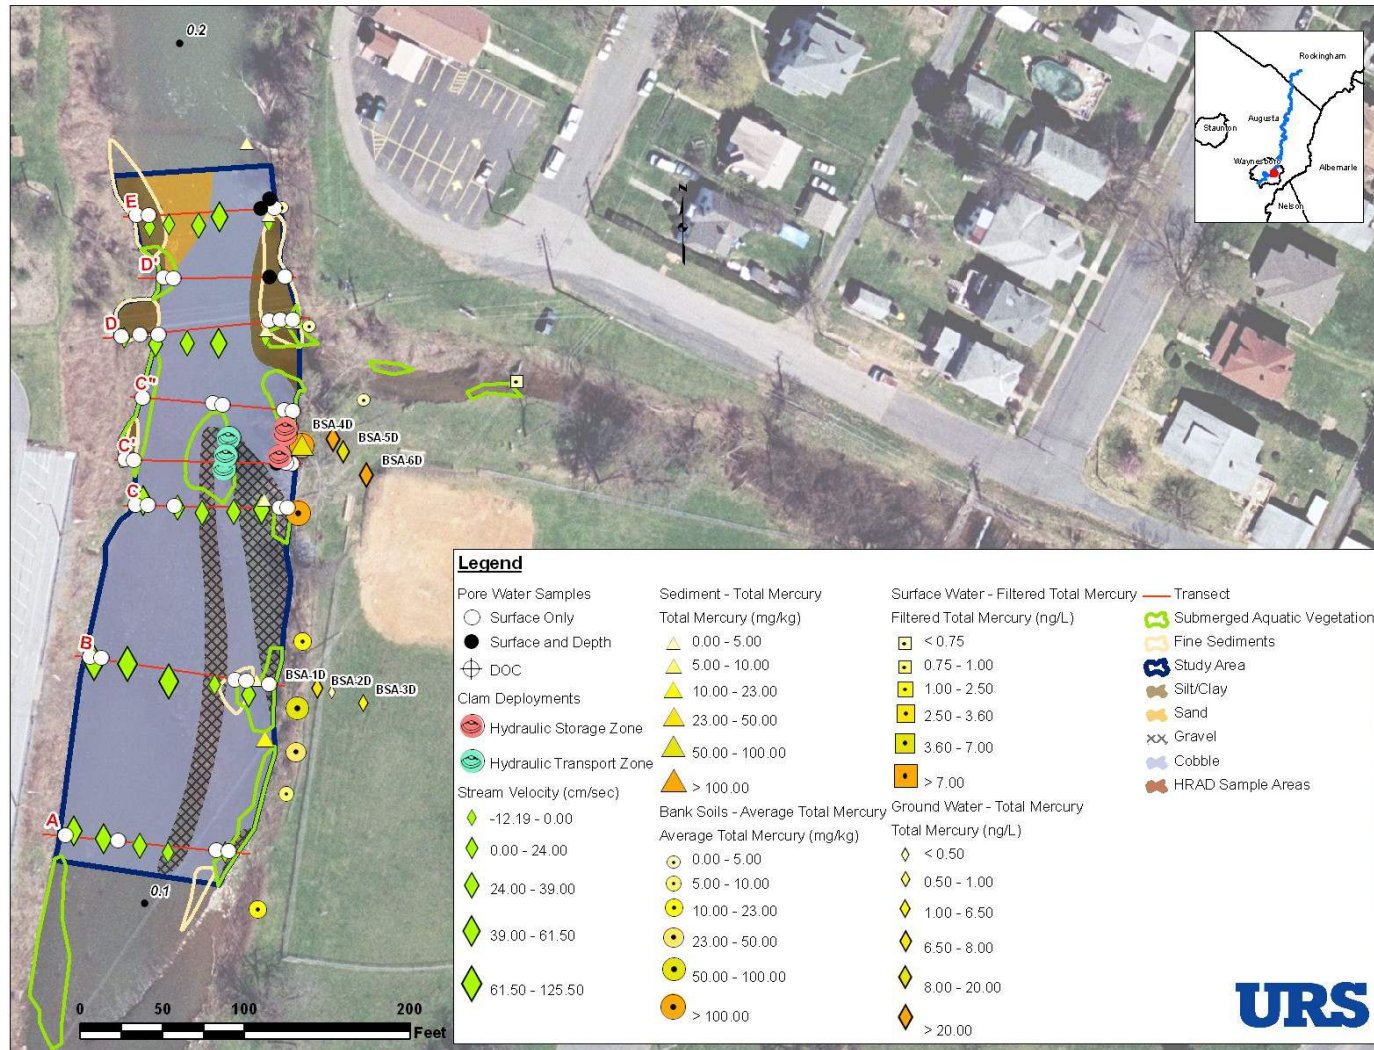 0.2
Rockingham
Augusta
Staunton
Waynesboro
Albemarle
Nelson
z
E
D'
D
C"
C'
C
B
A
BSA-4D
BSA-5D
BSA-6D
BSA-1D
BSA-2D
BSA-3D
0.1
0 50 100 200
Feet
Legend
Pore Water Samples
Surface Only
Surface and Depth
DOC
Clam Deployments
Hydraulic Storage Zone
Hydraulic Transport Zone
Stream Velocity (cm/sec)
-12.19 - 0.00
0.00 - 24.00
24.00 - 39.00
39.00 - 61.50
61.50 - 125.50
Sediment - Total Mercury
Total Mercury (mg/kg)
0.00 - 5.00
5.00 - 10.00
10.00 - 23.00
23.00 - 50.00
50.00 - 100.00
> 100.00
Bank Soils - Average Total Mercury
Average Total Mercury (mg/kg)
0.00 - 5.00
5.00 - 10.00
10.00 - 23.00
23.00 - 50.00
50.00 - 100.00
> 100.00
Surface Water - Filtered Total Mercury
Filtered Total Mercury (ng/L)
< 0.75
0.75 - 1.00
1.00 - 2.50
2.50 - 3.60
3.60 - 7.00
> 7.00
Ground Water - Total Mercury
Total Mercury (ng/L)
< 0.50
0.50 - 1.00
1.00 - 6.50
6.50 - 8.00
8.00 - 20.00
> 20.00
Transect
Submerged Aquatic Vegetation
Fine Sediments
Study Area
Silt/Clay
Sand
Gravel
Cobble
HRAD Sample Areas
URS